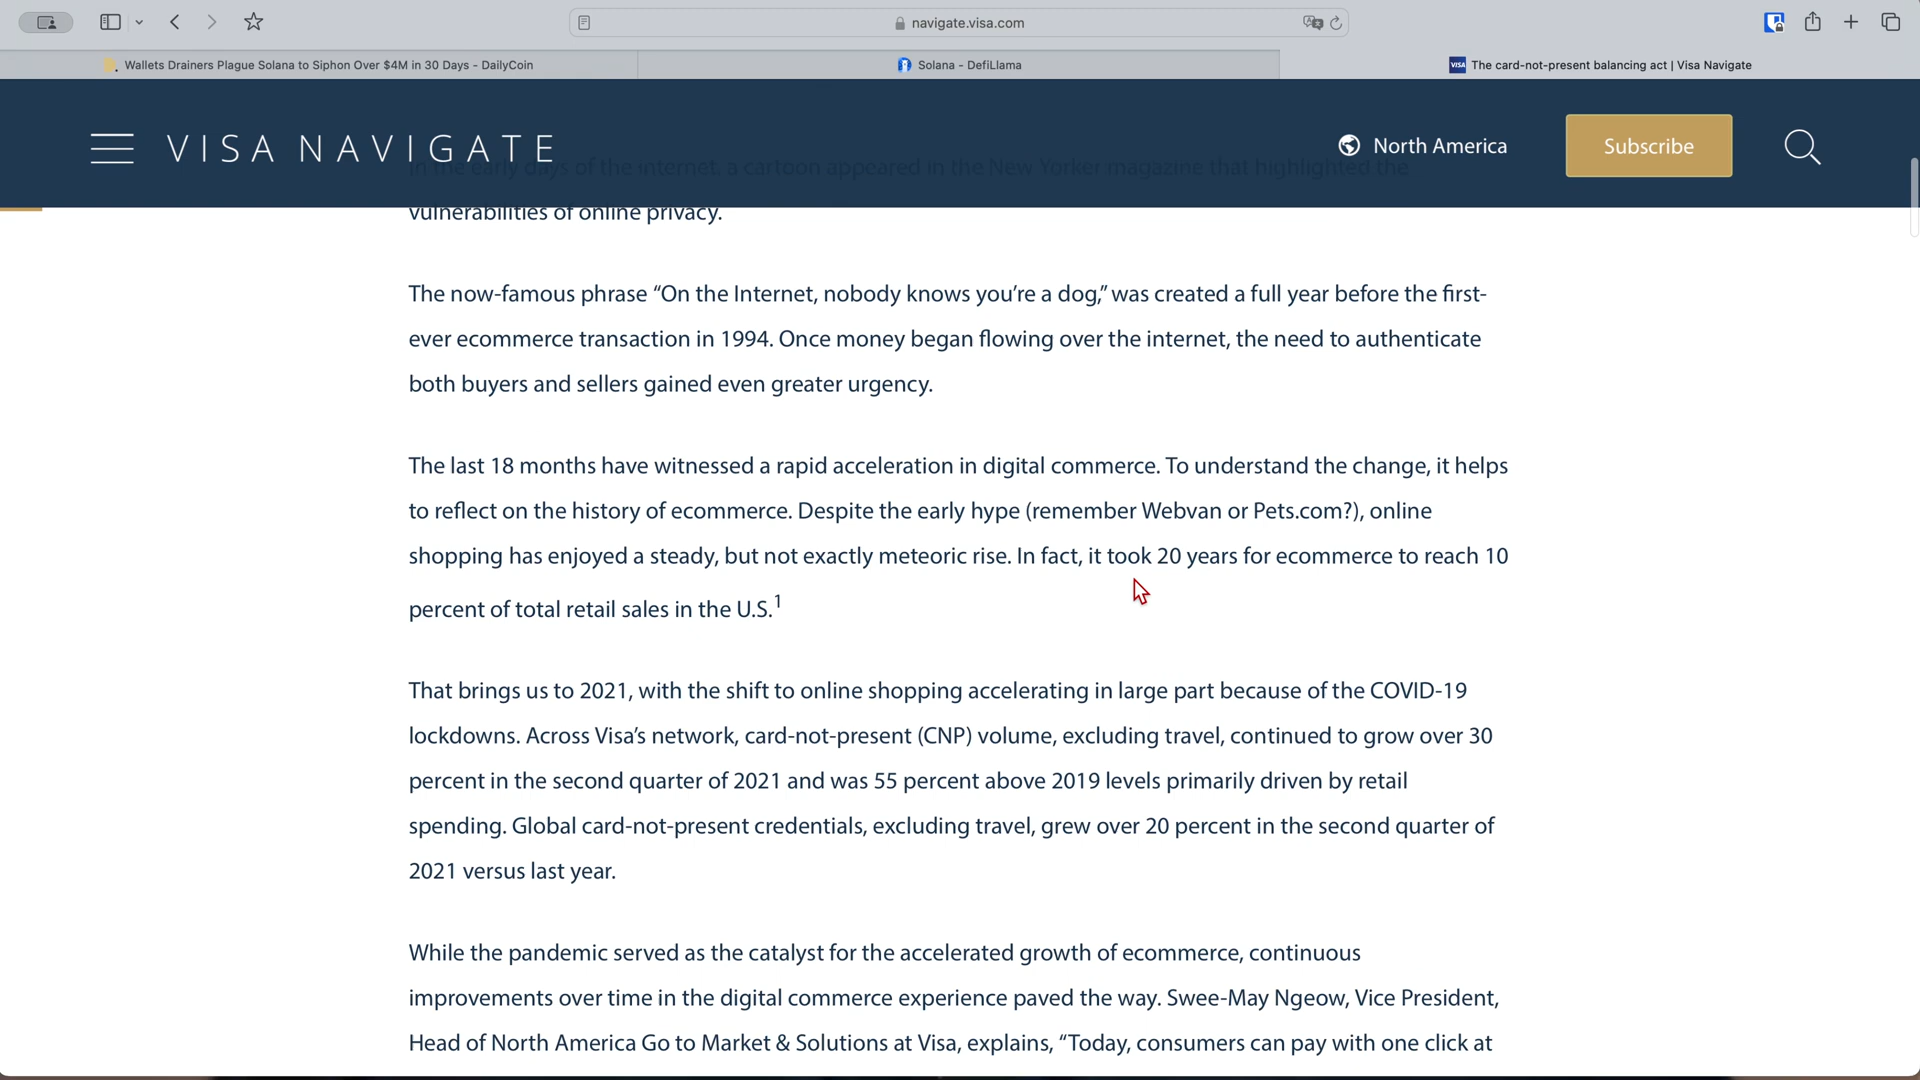 navigate.visa.com
Wallets Drainers Plague Solana to Siphon Over $4M in 30 Days - DailyCoin
Solana - DefiLlama
VISA The card-not-present balancing act | Visa Navigate
VISA NAVIGATE
North America
Subscribe
In the early days of the internet, a cartoon appeared in the New Yorker magazine that highlighted the
vulnerabilities of online privacy.
The now-famous phrase “On the Internet, nobody knows you’re a dog,” was created a full year before the first-
ever ecommerce transaction in 1994. Once money began flowing over the internet, the need to authenticate
both buyers and sellers gained even greater urgency.
The last 18 months have witnessed a rapid acceleration in digital commerce. To understand the change, it helps
to reflect on the history of ecommerce. Despite the early hype (remember Webvan or Pets.com?), online
shopping has enjoyed a steady, but not exactly meteoric rise. In fact, it took 20 years for ecommerce to reach 10
percent of total retail sales in the U.S.¹
That brings us to 2021, with the shift to online shopping accelerating in large part because of the COVID-19
lockdowns. Across Visa’s network, card-not-present (CNP) volume, excluding travel, continued to grow over 30
percent in the second quarter of 2021 and was 55 percent above 2019 levels primarily driven by retail
spending. Global card-not-present credentials, excluding travel, grew over 20 percent in the second quarter of
2021 versus last year.
While the pandemic served as the catalyst for the accelerated growth of ecommerce, continuous
improvements over time in the digital commerce experience paved the way. Swee-May Ngeow, Vice President,
Head of North America Go to Market & Solutions at Visa, explains, “Today, consumers can pay with one click at